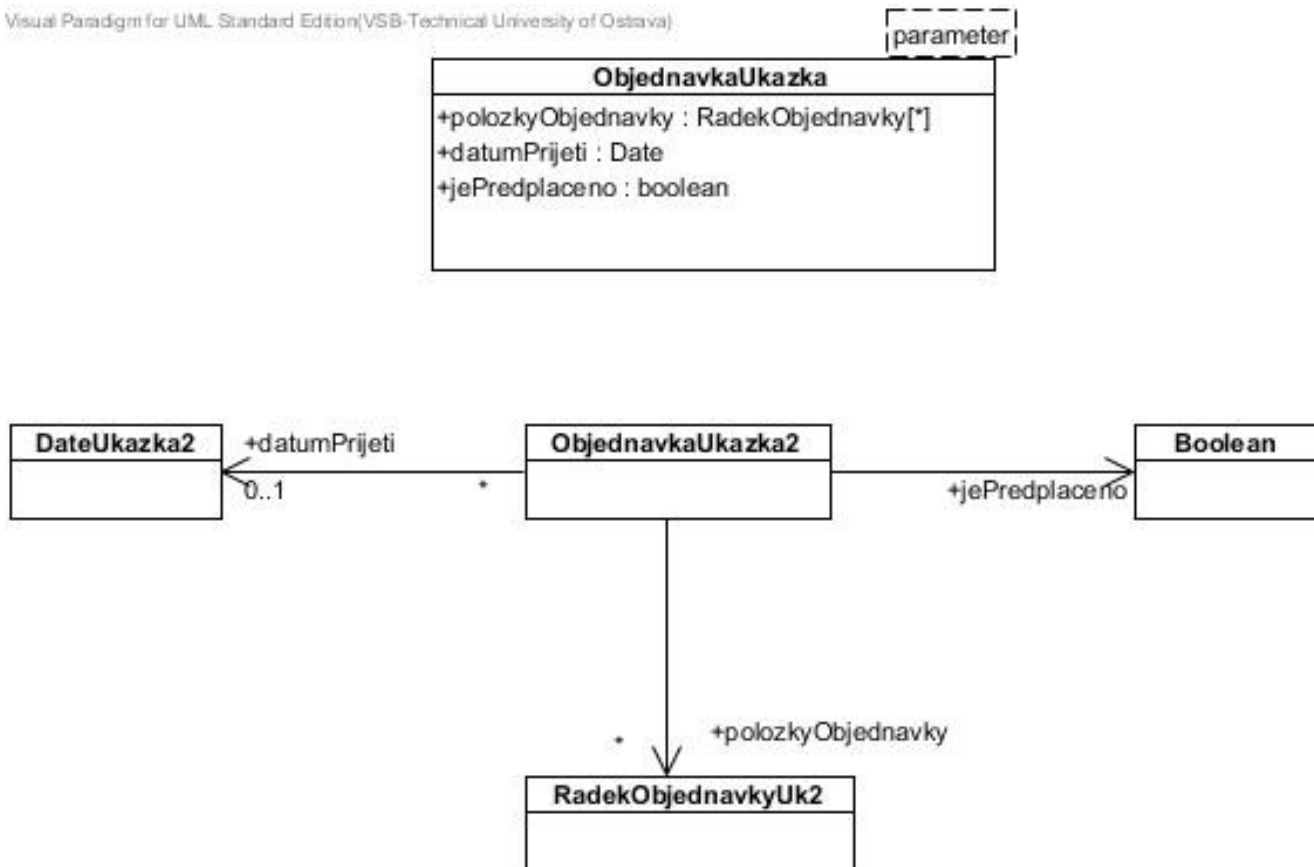 Visual Paradigm for UML Standard Edition(VSB-Technical University of Ostrava)
parameter
ObjednavkaUkazka
+polozkyObjednavky : RadekObjednavky[*]
+datumPrijeti : Date
+jePredplaceno : boolean
DateUkazka2
+datumPrijeti
0..1
*
ObjednavkaUkazka2
+jePredplaceno
Boolean
*
+polozkyObjednavky
RadekObjednavkyUk2